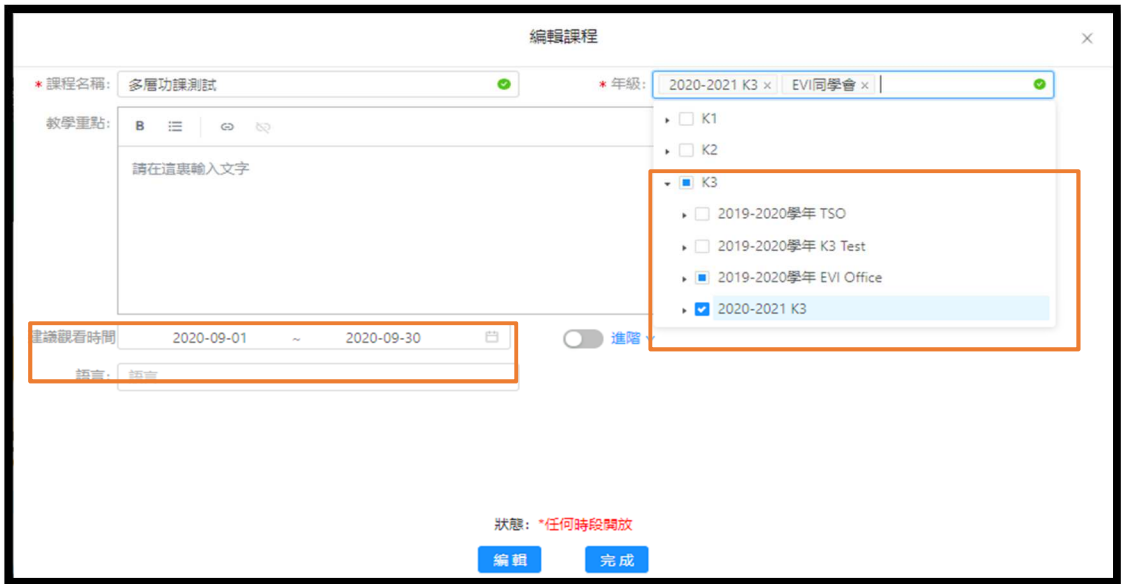 編輯課程
* 課程名稱: 多層功課測試
* 年級: 2020-2021 K3 × EVI同學會 ×
教學重點: B
請在這裏輸入文字
K1
K2
K3
2019-2020學年 TSO
2019-2020學年 K3 Test
2019-2020學年 EVI Office
2020-2021 K3
建議觀看時間 2020-09-01 ~ 2020-09-30
進階
語言: 語言
狀態: *任何時段開放
編輯 完成